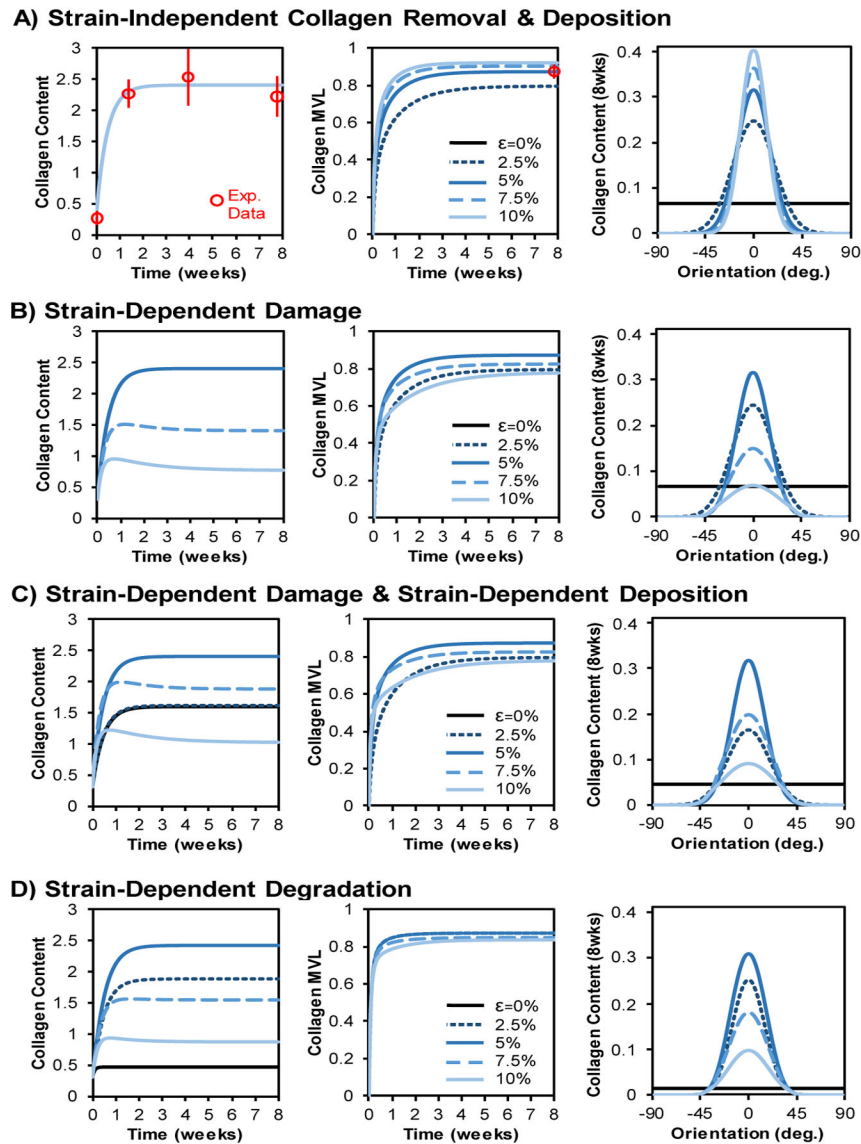 A) Strain-Independent Collagen Removal & Deposition
Collagen Content
3
2.5
2
1.5
1
0.5
0
Exp.
Data
0 1 2 3 4 5 6 7 8
Time (weeks)
Collagen MVL
1
0.8
0.6
0.4
0.2
0
ε=0%
2.5%
5%
7.5%
10%
0 1 2 3 4 5 6 7 8
Time (weeks)
Collagen Content (8wks)
0.4
0.3
0.2
0.1
0
-90 -45 0 45 90
Orientation (deg.)
B) Strain-Dependent Damage
Collagen Content
3
2.5
2
1.5
1
0.5
0
0 1 2 3 4 5 6 7 8
Time (weeks)
Collagen MVL
1
0.8
0.6
0.4
0.2
0
ε=0%
2.5%
5%
7.5%
10%
0 1 2 3 4 5 6 7 8
Time (weeks)
Collagen Content (8wks)
0.4
0.3
0.2
0.1
0
-90 -45 0 45 90
Orientation (deg.)
C) Strain-Dependent Damage & Strain-Dependent Deposition
Collagen Content
3
2.5
2
1.5
1
0.5
0
0 1 2 3 4 5 6 7 8
Time (weeks)
Collagen MVL
1
0.8
0.6
0.4
0.2
0
ε=0%
2.5%
5%
7.5%
10%
0 1 2 3 4 5 6 7 8
Time (weeks)
Collagen Content (8wks)
0.4
0.3
0.2
0.1
0
-90 -45 0 45 90
Orientation (deg.)
D) Strain-Dependent Degradation
Collagen Content
3
2.5
2
1.5
1
0.5
0
0 1 2 3 4 5 6 7 8
Time (weeks)
Collagen MVL
1
0.8
0.6
0.4
0.2
0
ε=0%
2.5%
5%
7.5%
10%
0 1 2 3 4 5 6 7 8
Time (weeks)
Collagen Content (8wks)
0.4
0.3
0.2
0.1
0
-90 -45 0 45 90
Orientation (deg.)